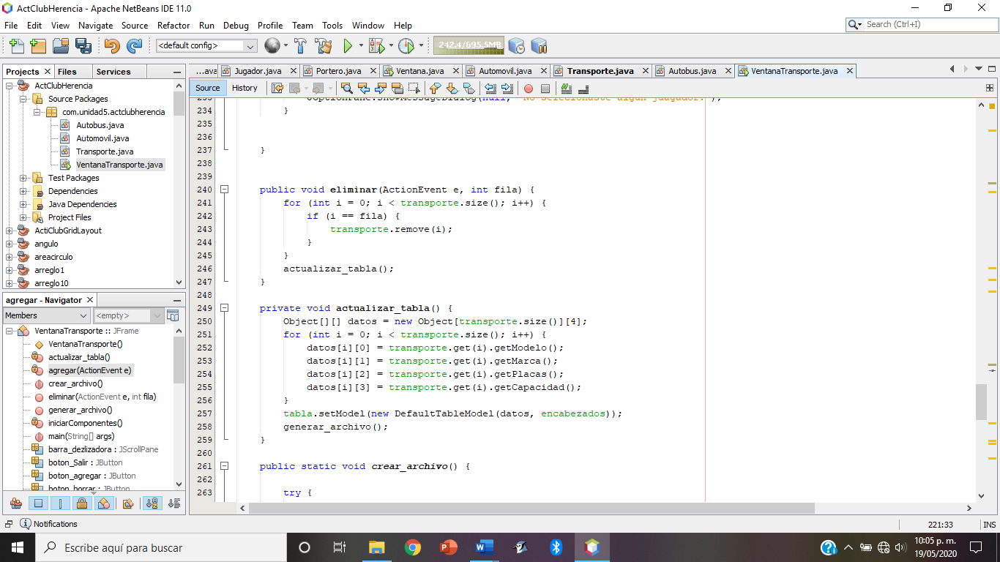 ActClubHerencia - Apache NetBeans IDE 11.0
File Edit View Navigate Source Refactor Run Debug Profile Team Tools Window Help
Search (Ctrl+I)
<default config>
242.4/695.5MB
Projects Files Services
...ava Jugador.java Portero.java Ventana.java Automovil.java Transporte.java Autobus.java VentanaTransporte.java
Source History
ActClubHerencia
Source Packages
com.unidad5.actclubherencia
Autobus.java
Automovil.java
Transporte.java
VentanaTransporte.java
Test Packages
Dependencies
Java Dependencies
Project Files
ActiClubGridLayout
angulo
areacirculo
arreglo1
arreglo10
agregar - Navigator
Members <empty>
VentanaTransporte :: JFrame
VentanaTransporte()
actualizar_tabla()
agregar(ActionEvent e)
crear_archivo()
eliminar(ActionEvent e, int fila)
generar_archivo()
iniciarComponentes()
main(String[] args)
barra_dezlizadora : JScrollPane
boton_Salir : JButton
boton_agregar : JButton
boton_borrar : JButton
233 JOptionPane.showMessageDialog(null,
234 }
235
236
237 }
238
239
240 public void eliminar(ActionEvent e, int fila) {
241 for (int i = 0; i < transporte.size(); i++) {
242 if (i == fila) {
243 transporte.remove(i);
244 }
245 }
246 actualizar_tabla();
247 }
248
249 private void actualizar_tabla() {
250 Object[][] datos = new Object[transporte.size()][4];
251 for (int i = 0; i < transporte.size(); i++) {
252 datos[i][0] = transporte.get(i).getModelo();
253 datos[i][1] = transporte.get(i).getMarca();
254 datos[i][2] = transporte.get(i).getPlacas();
255 datos[i][3] = transporte.get(i).getCapacidad();
256 }
257 tabla.setModel(new DefaultTableModel(datos, encabezados));
258 generar_archivo();
259 }
260
261 public static void crear_archivo() {
262
263 try {
Notifications
221:33 INS
Escribe aquí para buscar
10:05 p. m.
19/05/2020